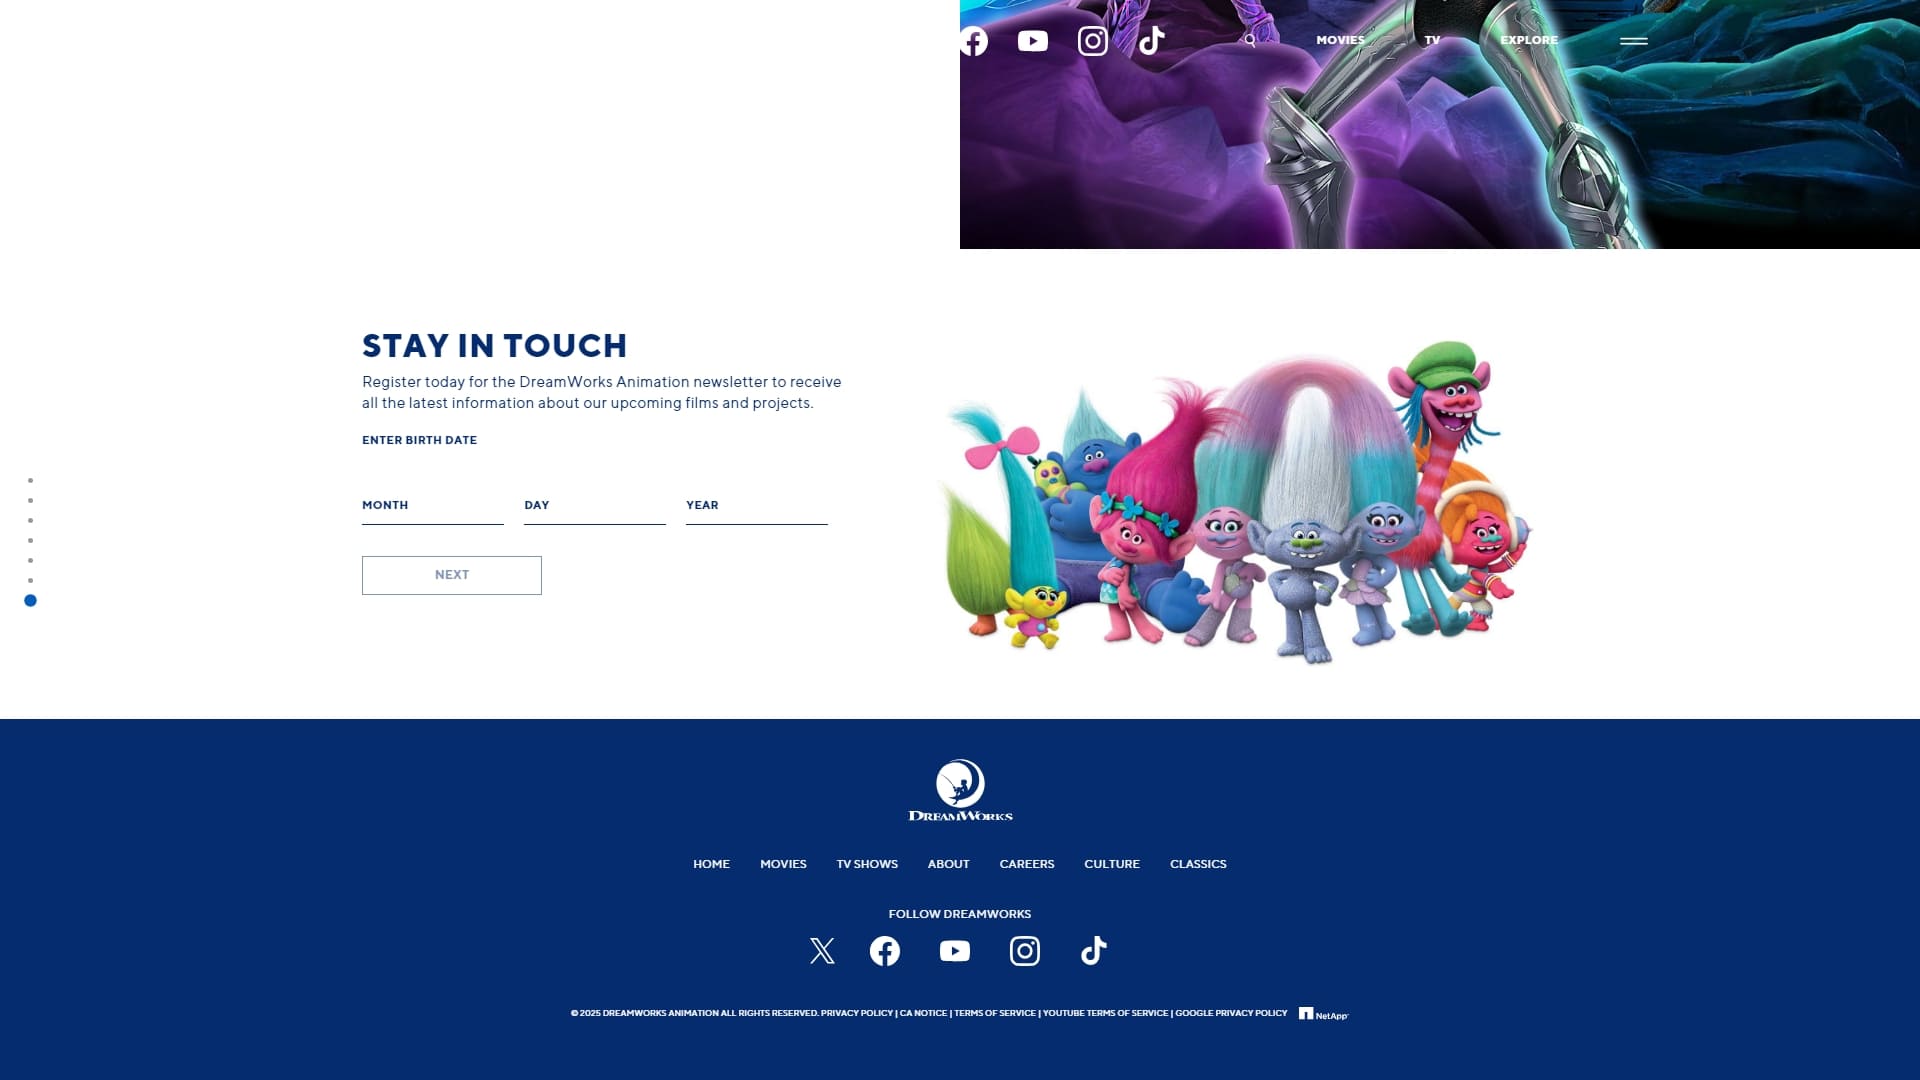 MOVIES
TV
EXPLORE
STAY IN TOUCH
Register today for the DreamWorks Animation newsletter to receive
all the latest information about our upcoming films and projects.
ENTER BIRTH DATE
MONTH
DAY
YEAR
NEXT
DREAMWORKS
HOME
MOVIES
TV SHOWS
ABOUT
CAREERS
CULTURE
CLASSICS
FOLLOW DREAMWORKS
© 2025 DREAMWORKS ANIMATION ALL RIGHTS RESERVED. PRIVACY POLICY | CA NOTICE | TERMS OF SERVICE | YOUTUBE TERMS OF SERVICE | GOOGLE PRIVACY POLICY
NetApp